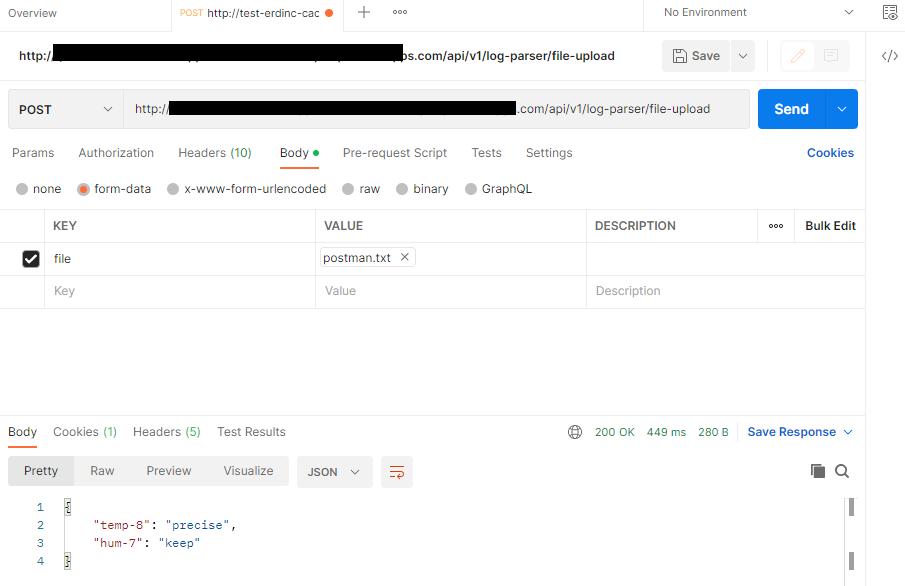 Overview POST http://test-erdinc-cac No Environment
http:/ ps.com/api/v1/log-parser/file-upload Save
POST http:// .com/api/v1/log-parser/file-upload Send
Params Authorization Headers (10) Body Pre-request Script Tests Settings Cookies
none form-data x-www-form-urlencoded raw binary GraphQL
KEY VALUE DESCRIPTION Bulk Edit
file postman.txt
Key Value Description
Body Cookies (1) Headers (5) Test Results 200 OK 449 ms 280 B Save Response
Pretty Raw Preview Visualize JSON
1 {
2 "temp-8": "precise",
3 "hum-7": "keep"
4 }